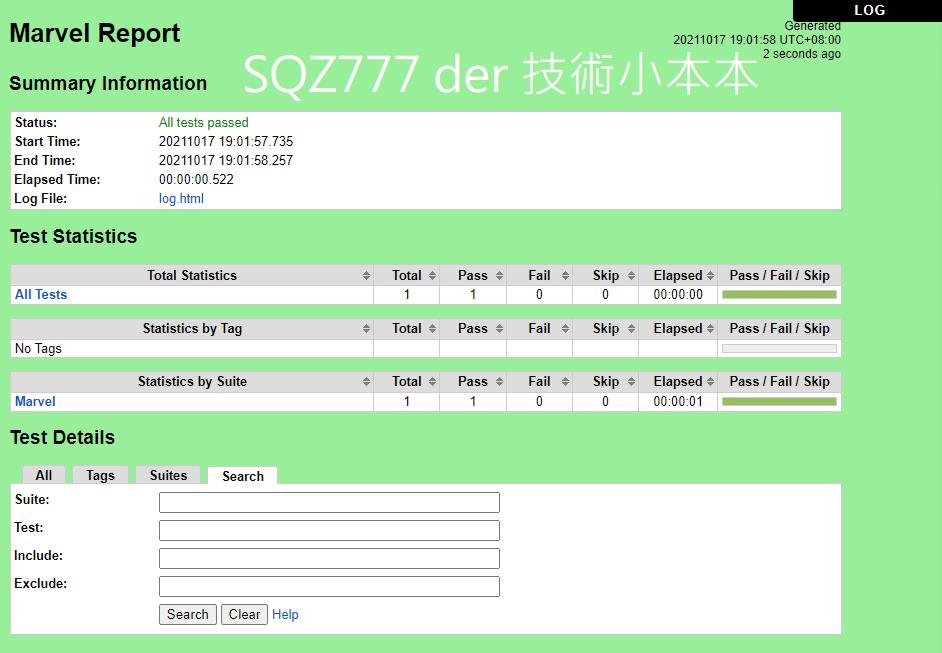 LOG
Marvel Report
Generated
20211017 19:01:58 UTC+08:00
2 seconds ago
SQZ777 der 技術小本本
Summary Information
Status: All tests passed
Start Time: 20211017 19:01:57.735
End Time: 20211017 19:01:58.257
Elapsed Time: 00:00:00.522
Log File: log.html
Test Statistics
Total Statistics Total Pass Fail Skip Elapsed Pass / Fail / Skip
All Tests 1 1 0 0 00:00:00
Statistics by Tag Total Pass Fail Skip Elapsed Pass / Fail / Skip
No Tags
Statistics by Suite Total Pass Fail Skip Elapsed Pass / Fail / Skip
Marvel 1 1 0 0 00:00:01
Test Details
All Tags Suites Search
Suite:
Test:
Include:
Exclude:
Search Clear Help